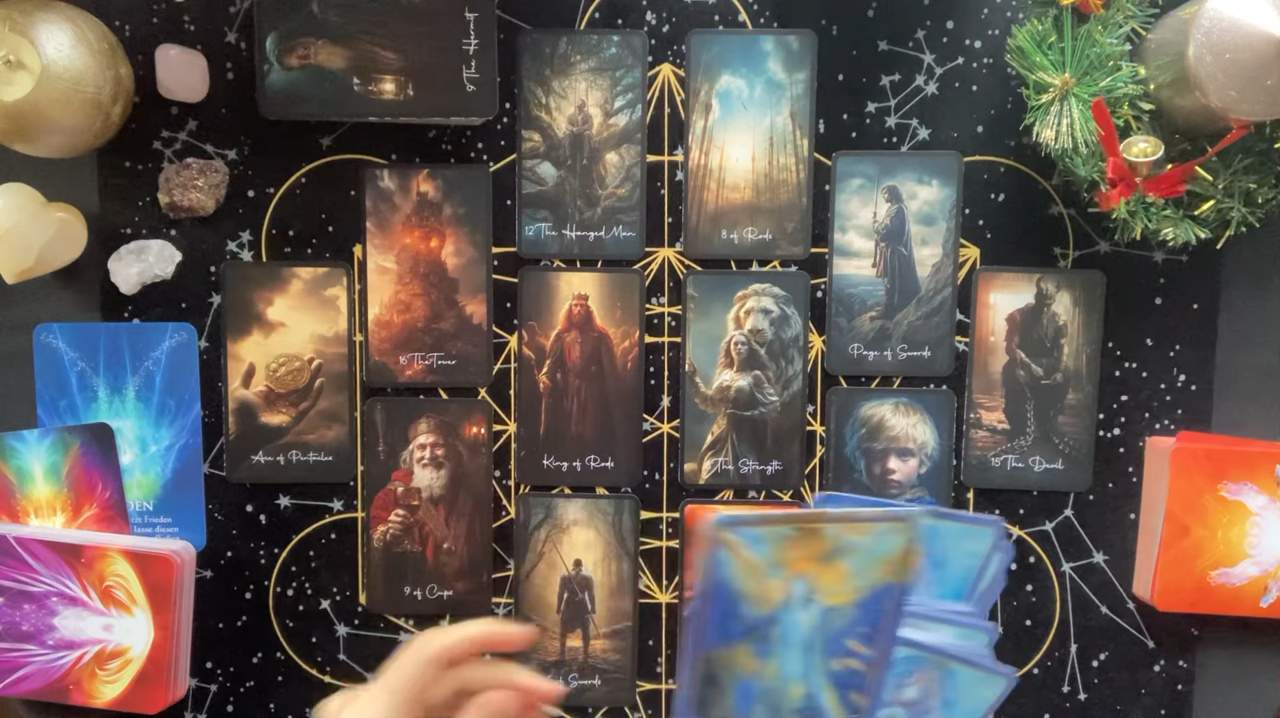 9 The Hermit
12 The Hanged Man
8 of Rods
16 The Tower
Page of Swords
Ace of Pentacles
King of Rods
The Strength
15 The Devil
9 of Cups
Swords
DEN
Frieden
lasse diesen